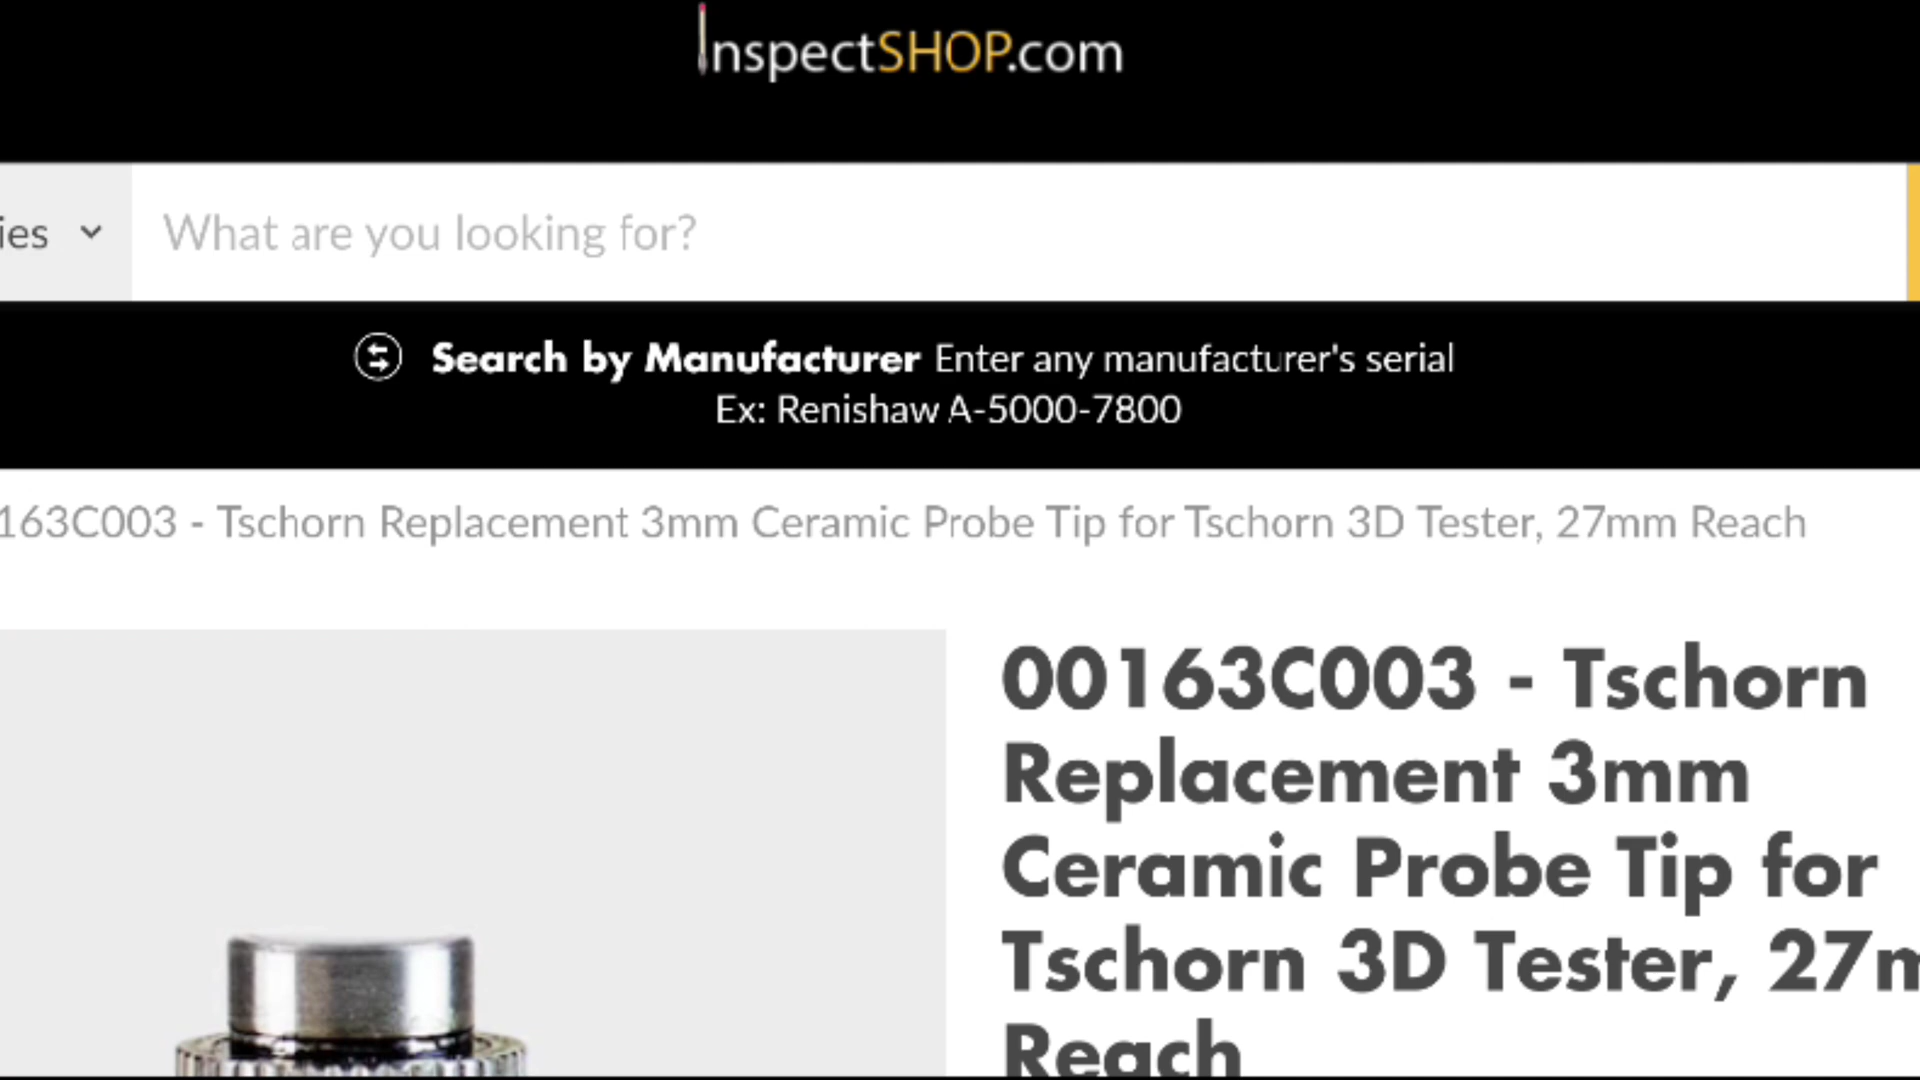 InspectSHOP.com
ies
What are you looking for?
Search by Manufacturer Enter any manufacturer's serial
Ex: Renishaw A-5000-7800
163C003 - Tschorn Replacement 3mm Ceramic Probe Tip for Tschorn 3D Tester, 27mm Reach
00163C003 - Tschorn
Replacement 3mm
Ceramic Probe Tip for
Tschorn 3D Tester, 27m
Reach